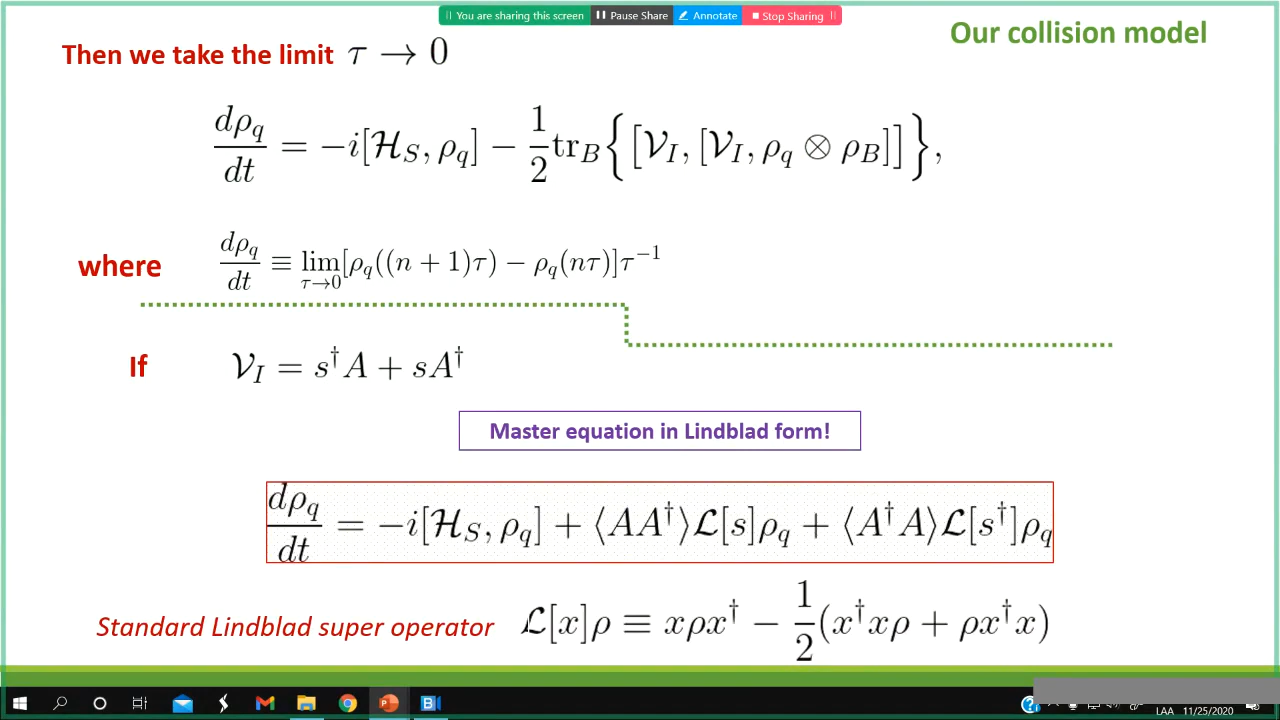 You are sharing this screen Pause Share Annotate Stop Sharing
Our collision model
Then we take the limit τ → 0
dρ_q/dt = −i[ℋ_S, ρ_q] − 1/2 tr_B{[𝒱_I, [𝒱_I, ρ_q ⊗ ρ_B]]},
where dρ_q/dt ≡ lim_{τ→0}[ρ_q((n + 1)τ) − ρ_q(nτ)]τ^{−1}
If 𝒱_I = s†A + sA†
Master equation in Lindblad form!
dρ_q/dt = −i[ℋ_S, ρ_q] + ⟨AA†⟩ℒ[s]ρ_q + ⟨A†A⟩ℒ[s†]ρ_q
Standard Lindblad super operator ℒ[x]ρ ≡ xρx† − 1/2(x†xρ + ρx†x)
LAA 11/25/2020